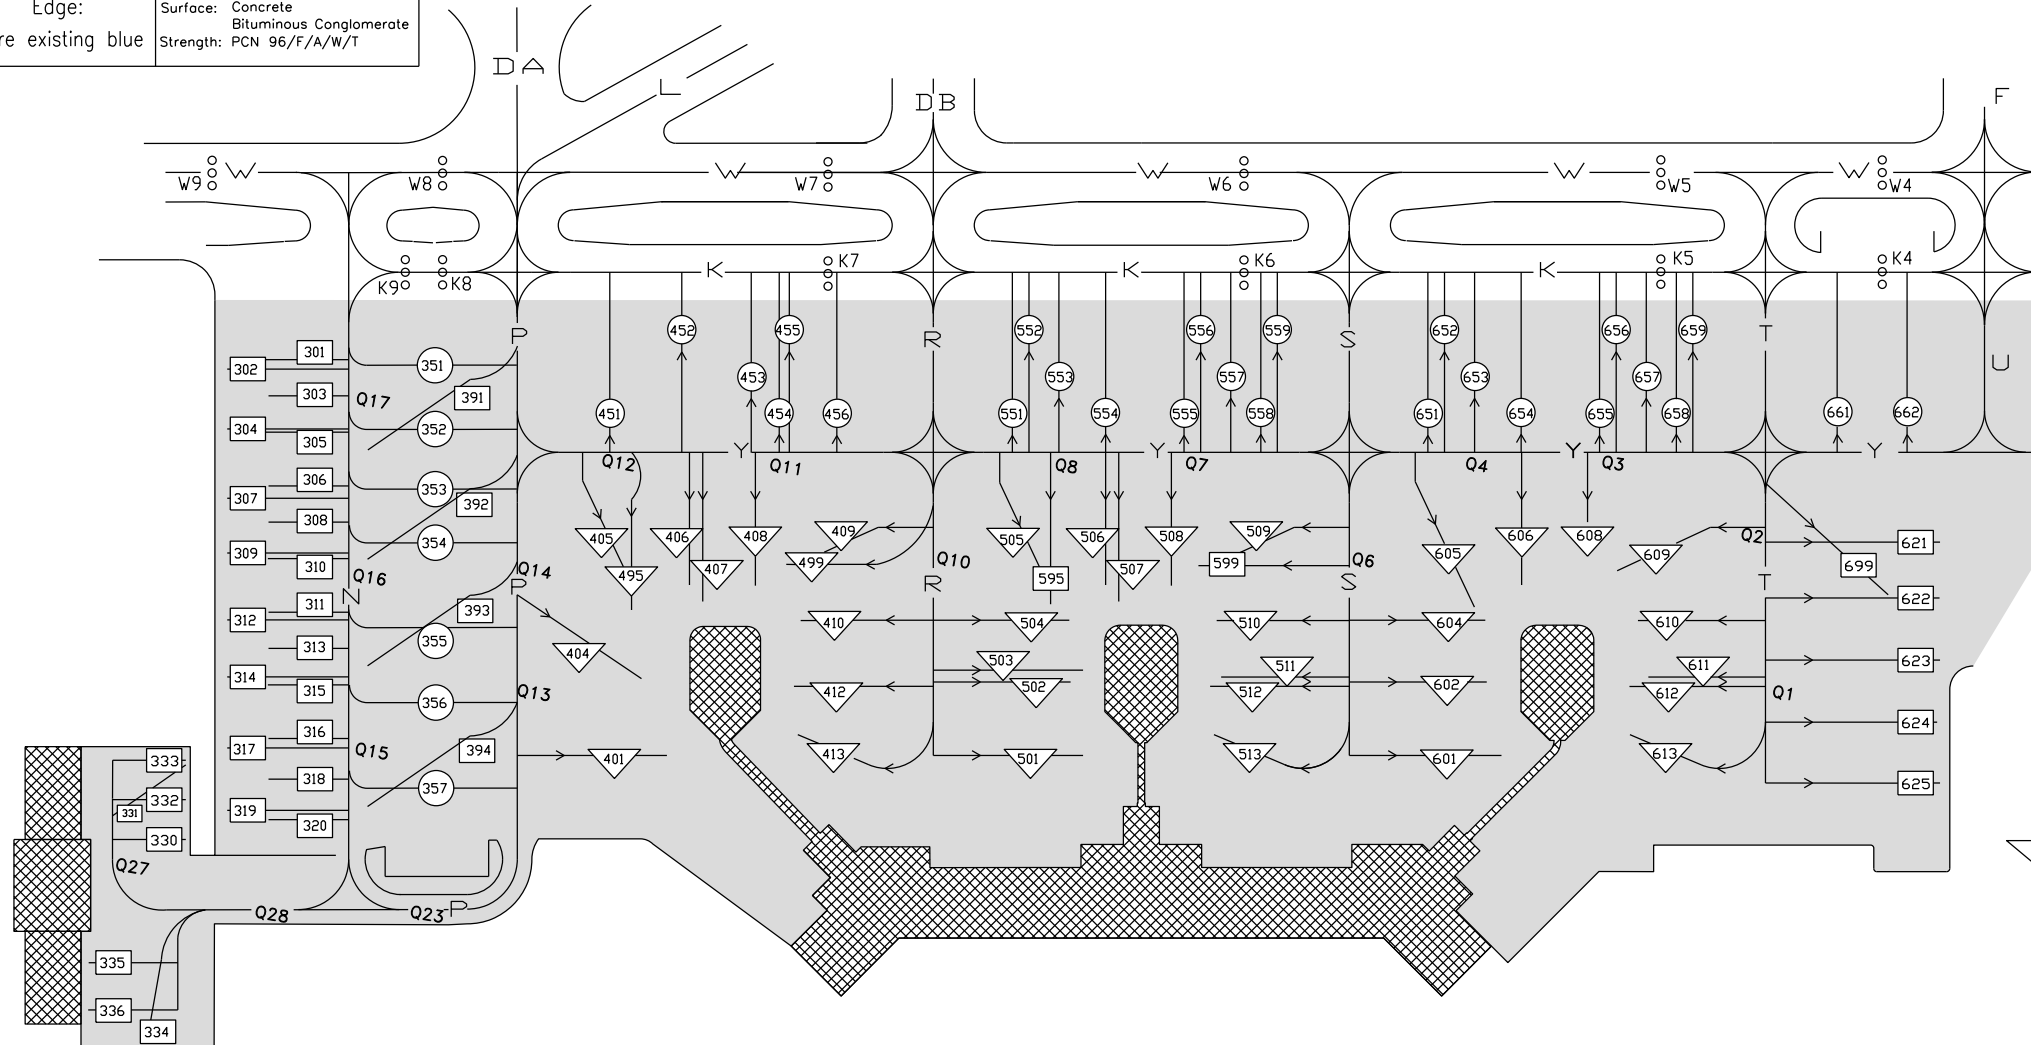 Edge:
re existing blue
Surface: Concrete
Bituminous Conglomerate
Strength: PCN 96/F/A/W/T
DA
L
DB
F
W9 W W8 W W7 W W6 W W5 W W4
K9 K8 K K7 K K6 K K5 K4
P R S T U
452 455 552 556 559 652 656 659
301
302
351
303
391
Q17
453 553 557 653 657
451 454 456 551 554 555 558 651 654 655 658 661 662
304
305
352
Q12 Y Q11 Q8 Y Q7 Q4 Y Q3 Y
306
307
353
392
308
309
354
310
Q16
Q14
N
P
405 406 408 409 505 506 508 509 606 608
495 407 499 Q10 595 507 599 Q6 605 609 Q2 699 621
R S T
622
311
312
393
355
313
404
410 504 510 604 610
503 511 611 623
314
315
356
Q13
412 502 512 602 612 Q1
316
317
Q15
394
624
401 413 501 513 601 613
318
357
625
319
320
333
332
331
330
Q27
Q28
Q23
P
335
336
334